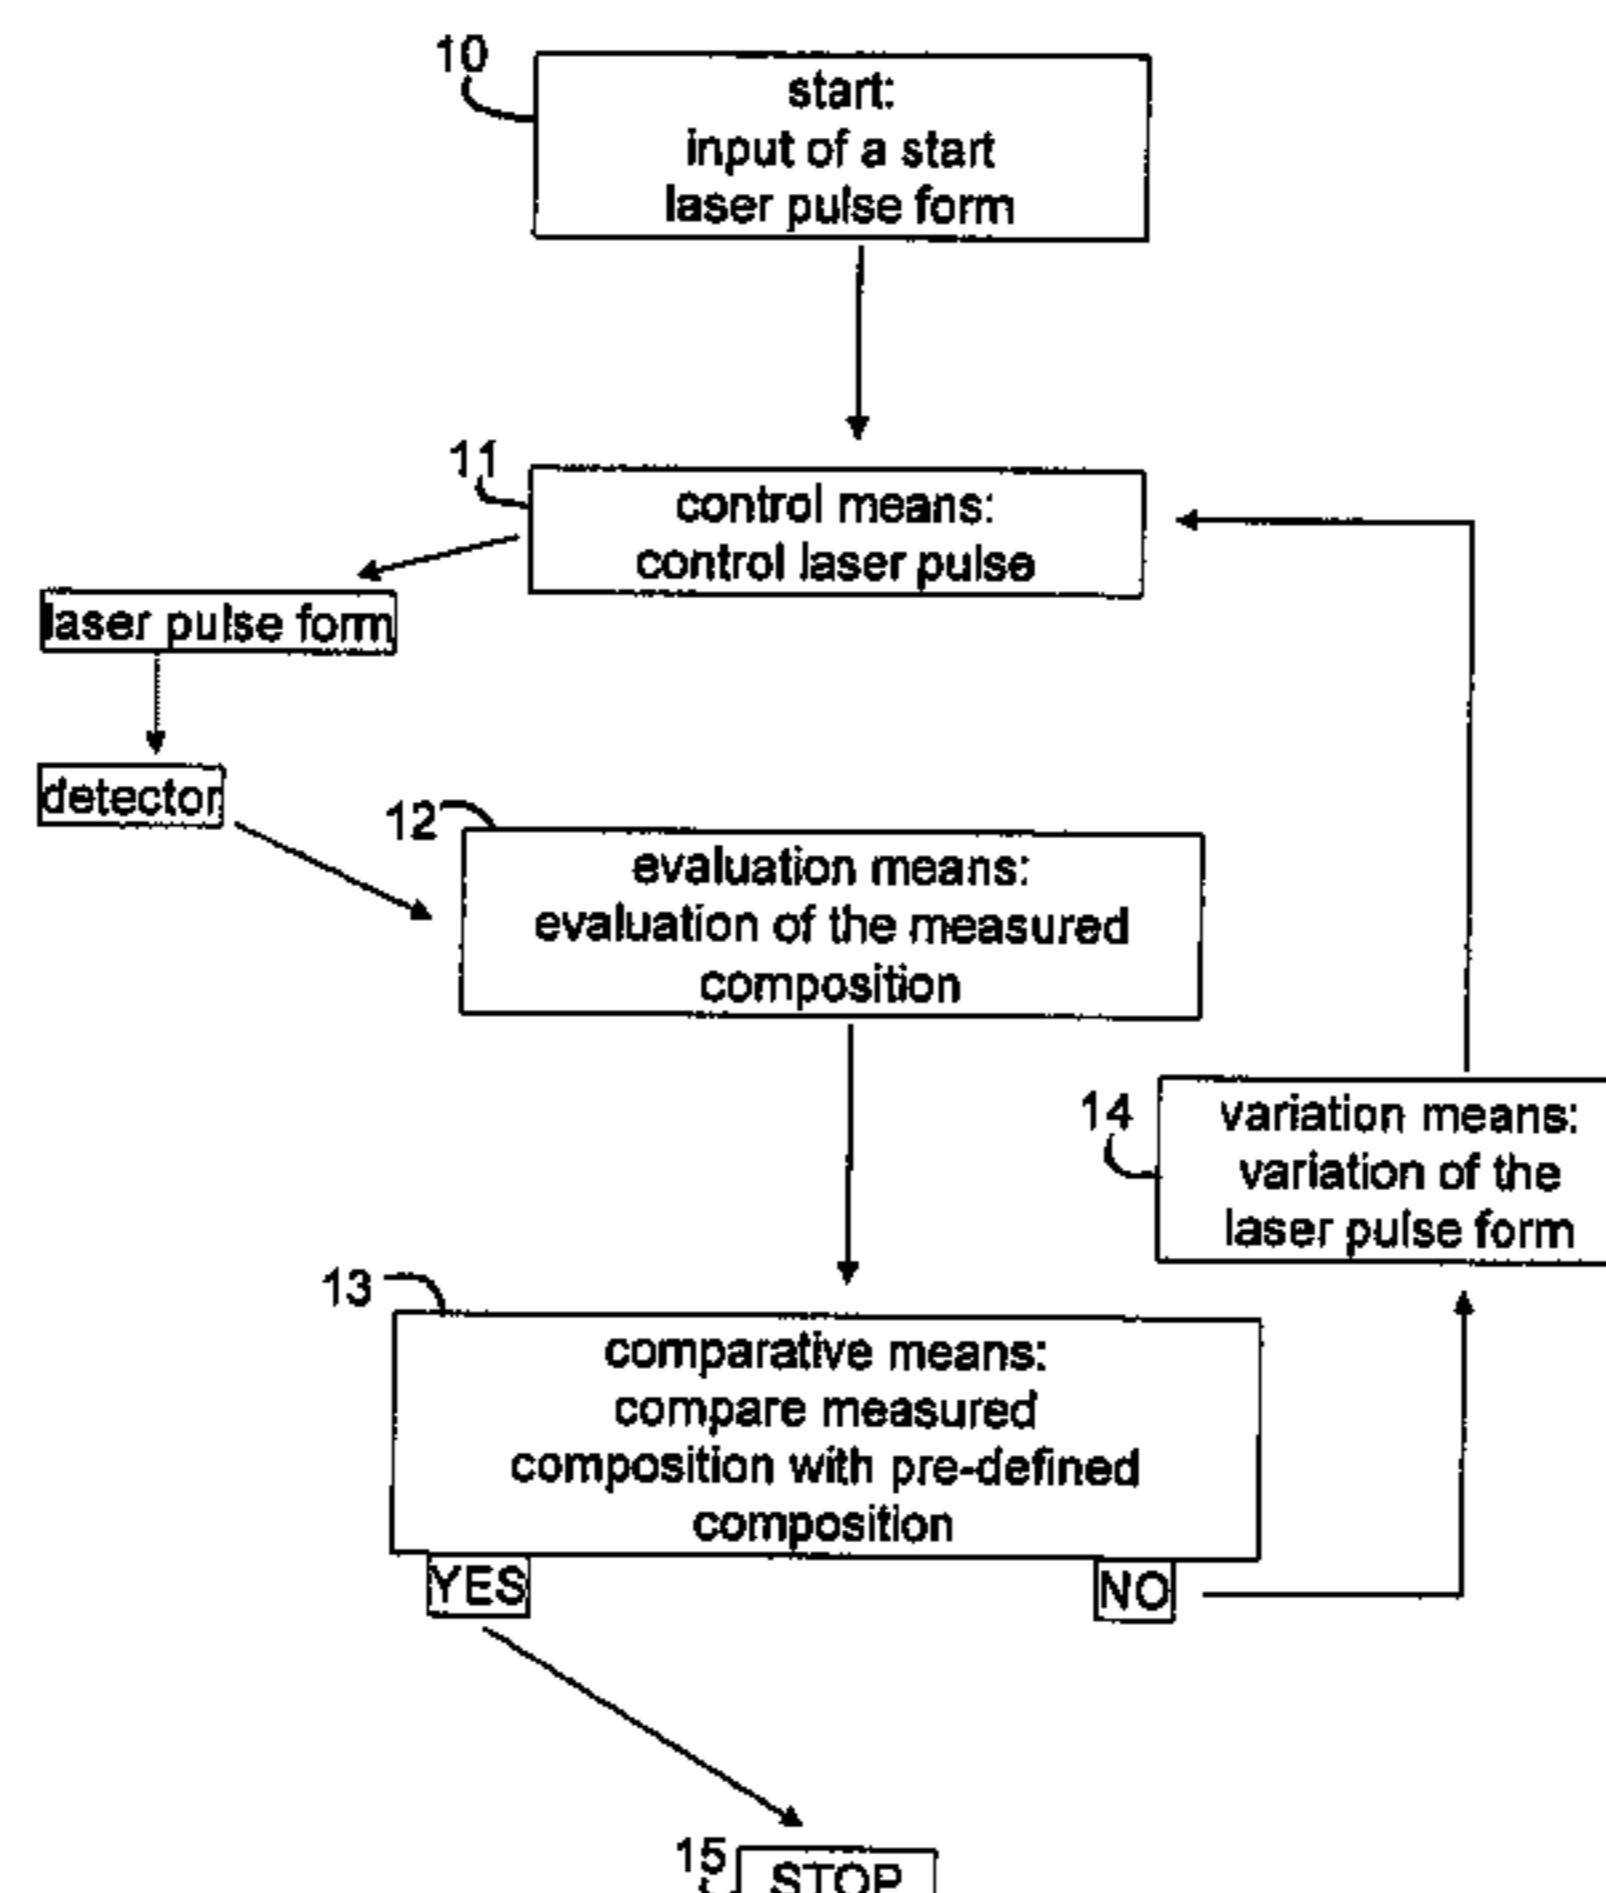 10
start:
input of a start
laser pulse form
11
control means:
control laser pulse
laser pulse form
detector
12
evaluation means:
evaluation of the measured
composition
14
variation means:
variation of the
laser pulse form
13
comparative means:
compare measured
composition with pre-defined
composition
YES
NO
15
STOP